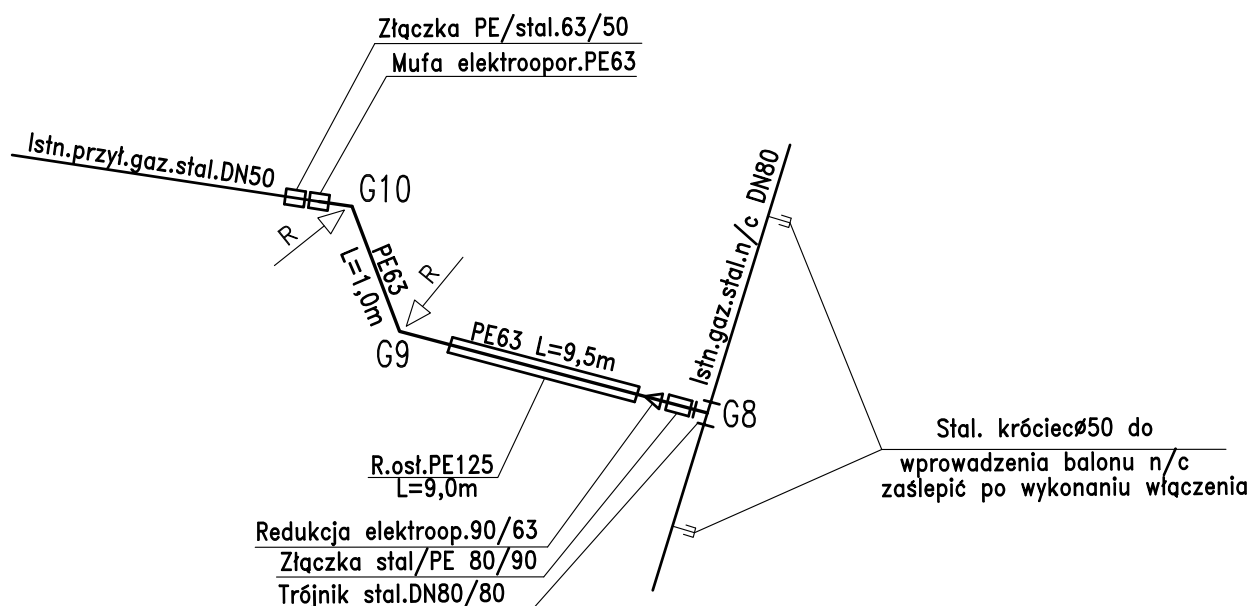 Złączka PE/stal.63/50
Mufa elektroopor.PE63
Istn.przył.gaz.stal.DN50
G10
R
PE63
L=1,0m
R
G9
PE63 L=9,5m
Istn.gaz.stal.n/c DN80
G8
R.osł.PE125
L=9,0m
Stal. króciecø50 do
wprowadzenia balonu n/c
zaślepić po wykonaniu włączenia
Redukcja elektroop.90/63
Złączka stal/PE 80/90
Trójnik stal.DN80/80